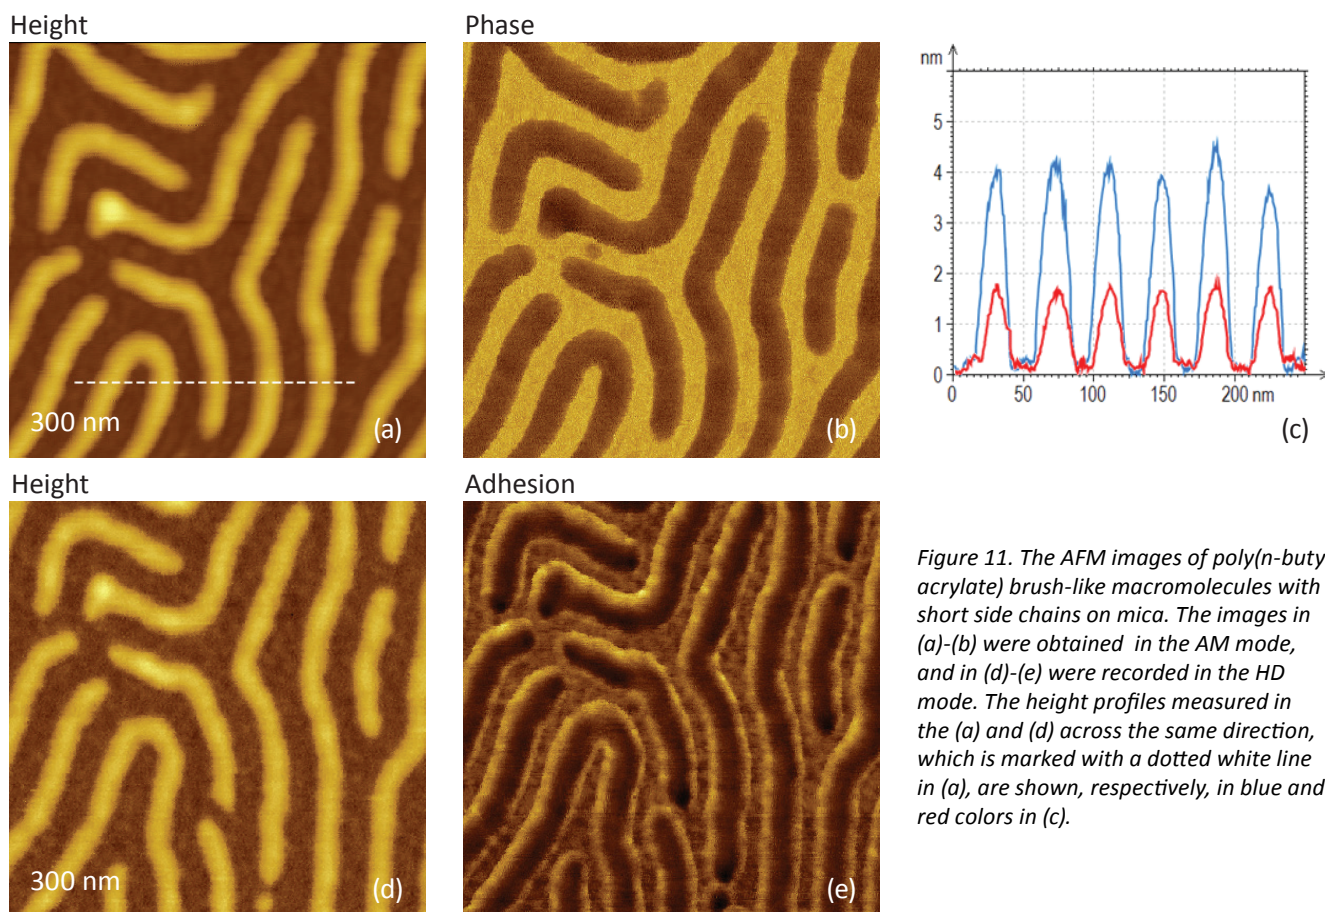 Height
Phase
300 nm
(a)
(b)
nm
5
4
3
2
1
0
0 50 100 150 200 nm
(c)
Height
Adhesion
300 nm
(d)
(e)
Figure 11. The AFM images of poly(n-buty
acrylate) brush-like macromolecules with
short side chains on mica. The images in
(a)-(b) were obtained in the AM mode,
and in (d)-(e) were recorded in the HD
mode. The height profiles measured in
the (a) and (d) across the same direction,
which is marked with a dotted white line
in (a), are shown, respectively, in blue and
red colors in (c).